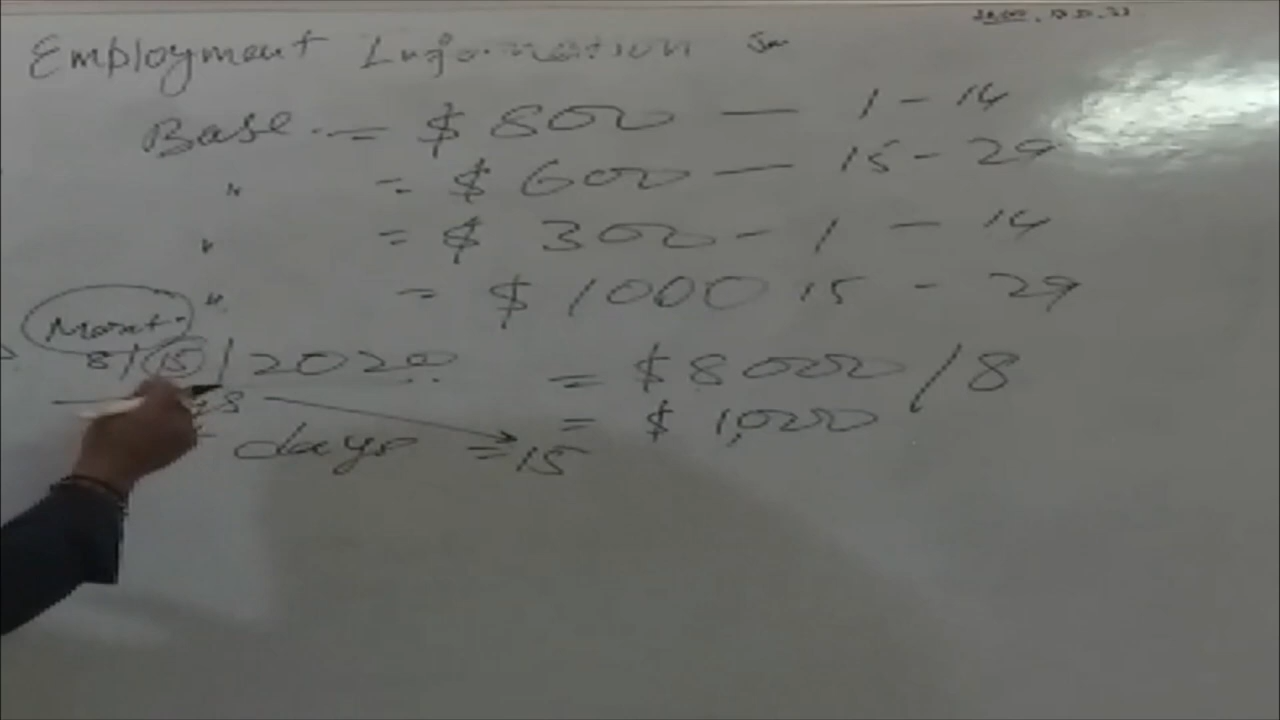 Employment Information
Base = $ 800 — 1 - 14
" = $ 600 — 15 - 29
" = $ 300 - 1 - 14
" = $ 1000 15 - 29
8/15/2020 = $ 8000 / 8
= $ 1,000
days = 15